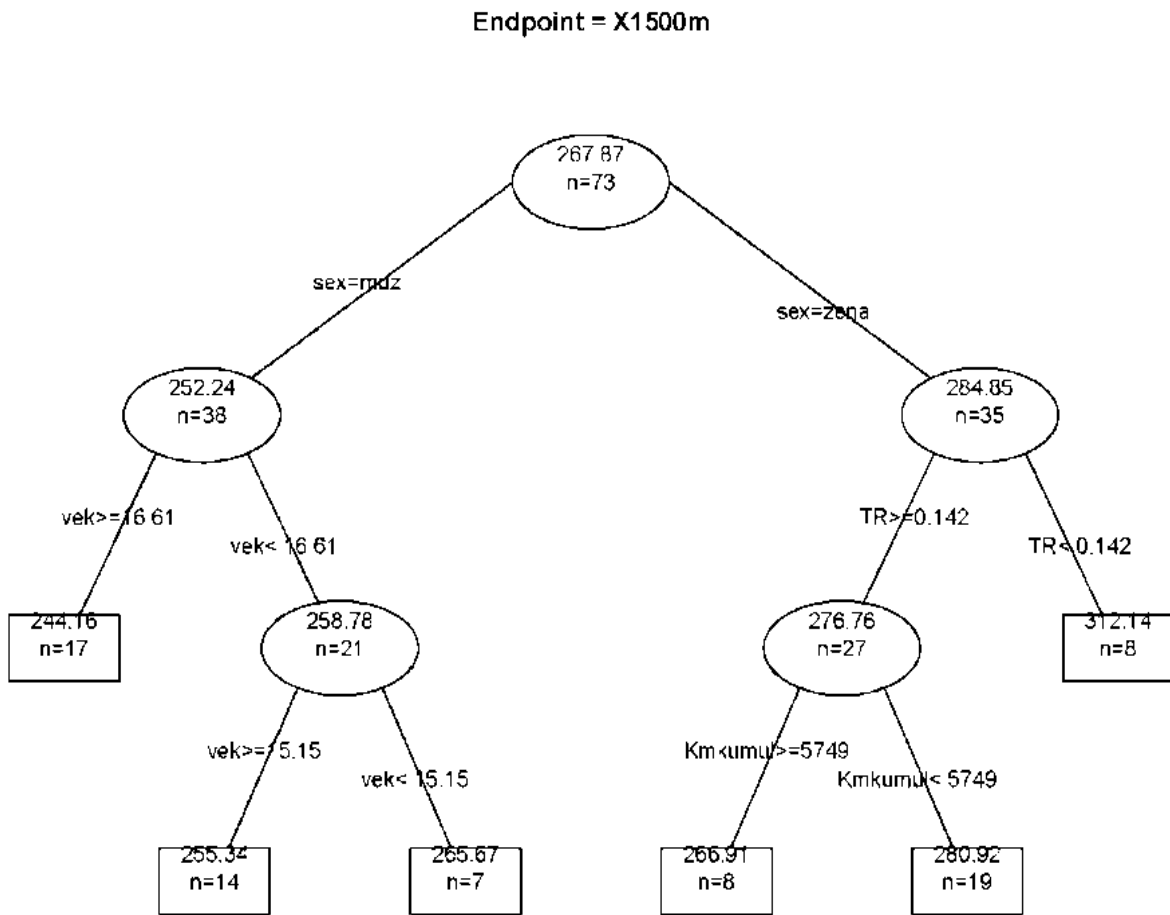 Endpoint = X1500m
267.87
n=73
sex=muz
sex=zena
252.24
n=38
284.85
n=35
vek>=16.61
vek< 16.61
TR>=0.142
TR< 0.142
244.16
n=17
258.78
n=21
276.76
n=27
312.14
n=8
vek>=15.15
vek< 15.15
Kmkumul>=5749
Kmkumul< 5749
255.34
n=14
265.67
n=7
266.91
n=8
280.92
n=19